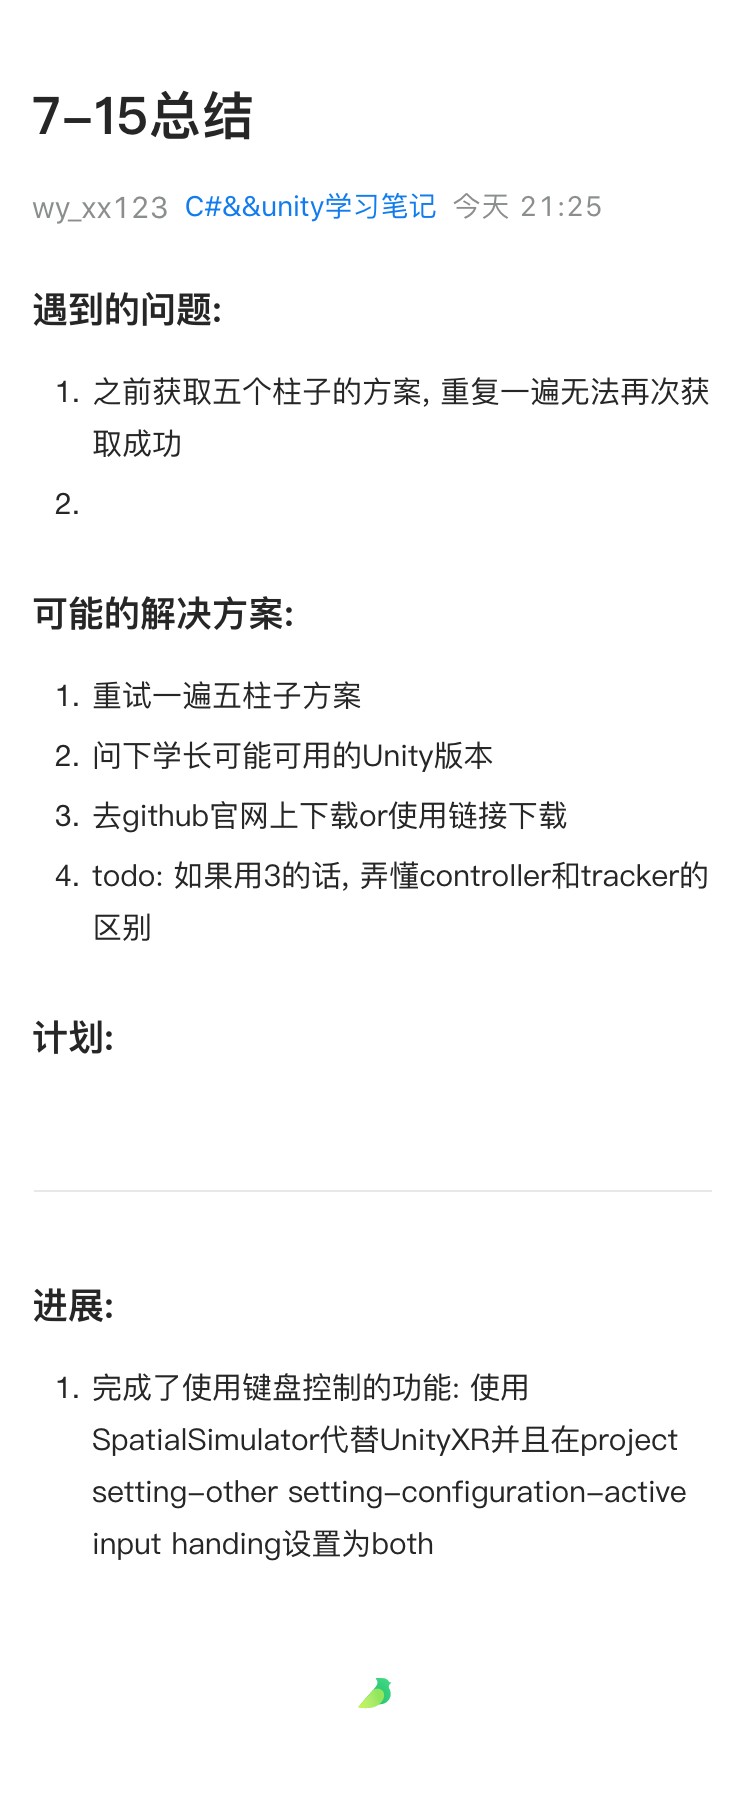 7-15总结
wy_xx123 C#&&unity学习笔记 今天 21:25
遇到的问题:
1. 之前获取五个柱子的方案, 重复一遍无法再次获
取成功
2.
可能的解决方案:
1. 重试一遍五柱子方案
2. 问下学长可能可用的Unity版本
3. 去github官网上下载or使用链接下载
4. todo: 如果用3的话, 弄懂controller和tracker的
区别
计划:
进展:
1. 完成了使用键盘控制的功能: 使用
SpatialSimulator代替UnityXR并且在project
setting-other setting-configuration-active
input handing设置为both